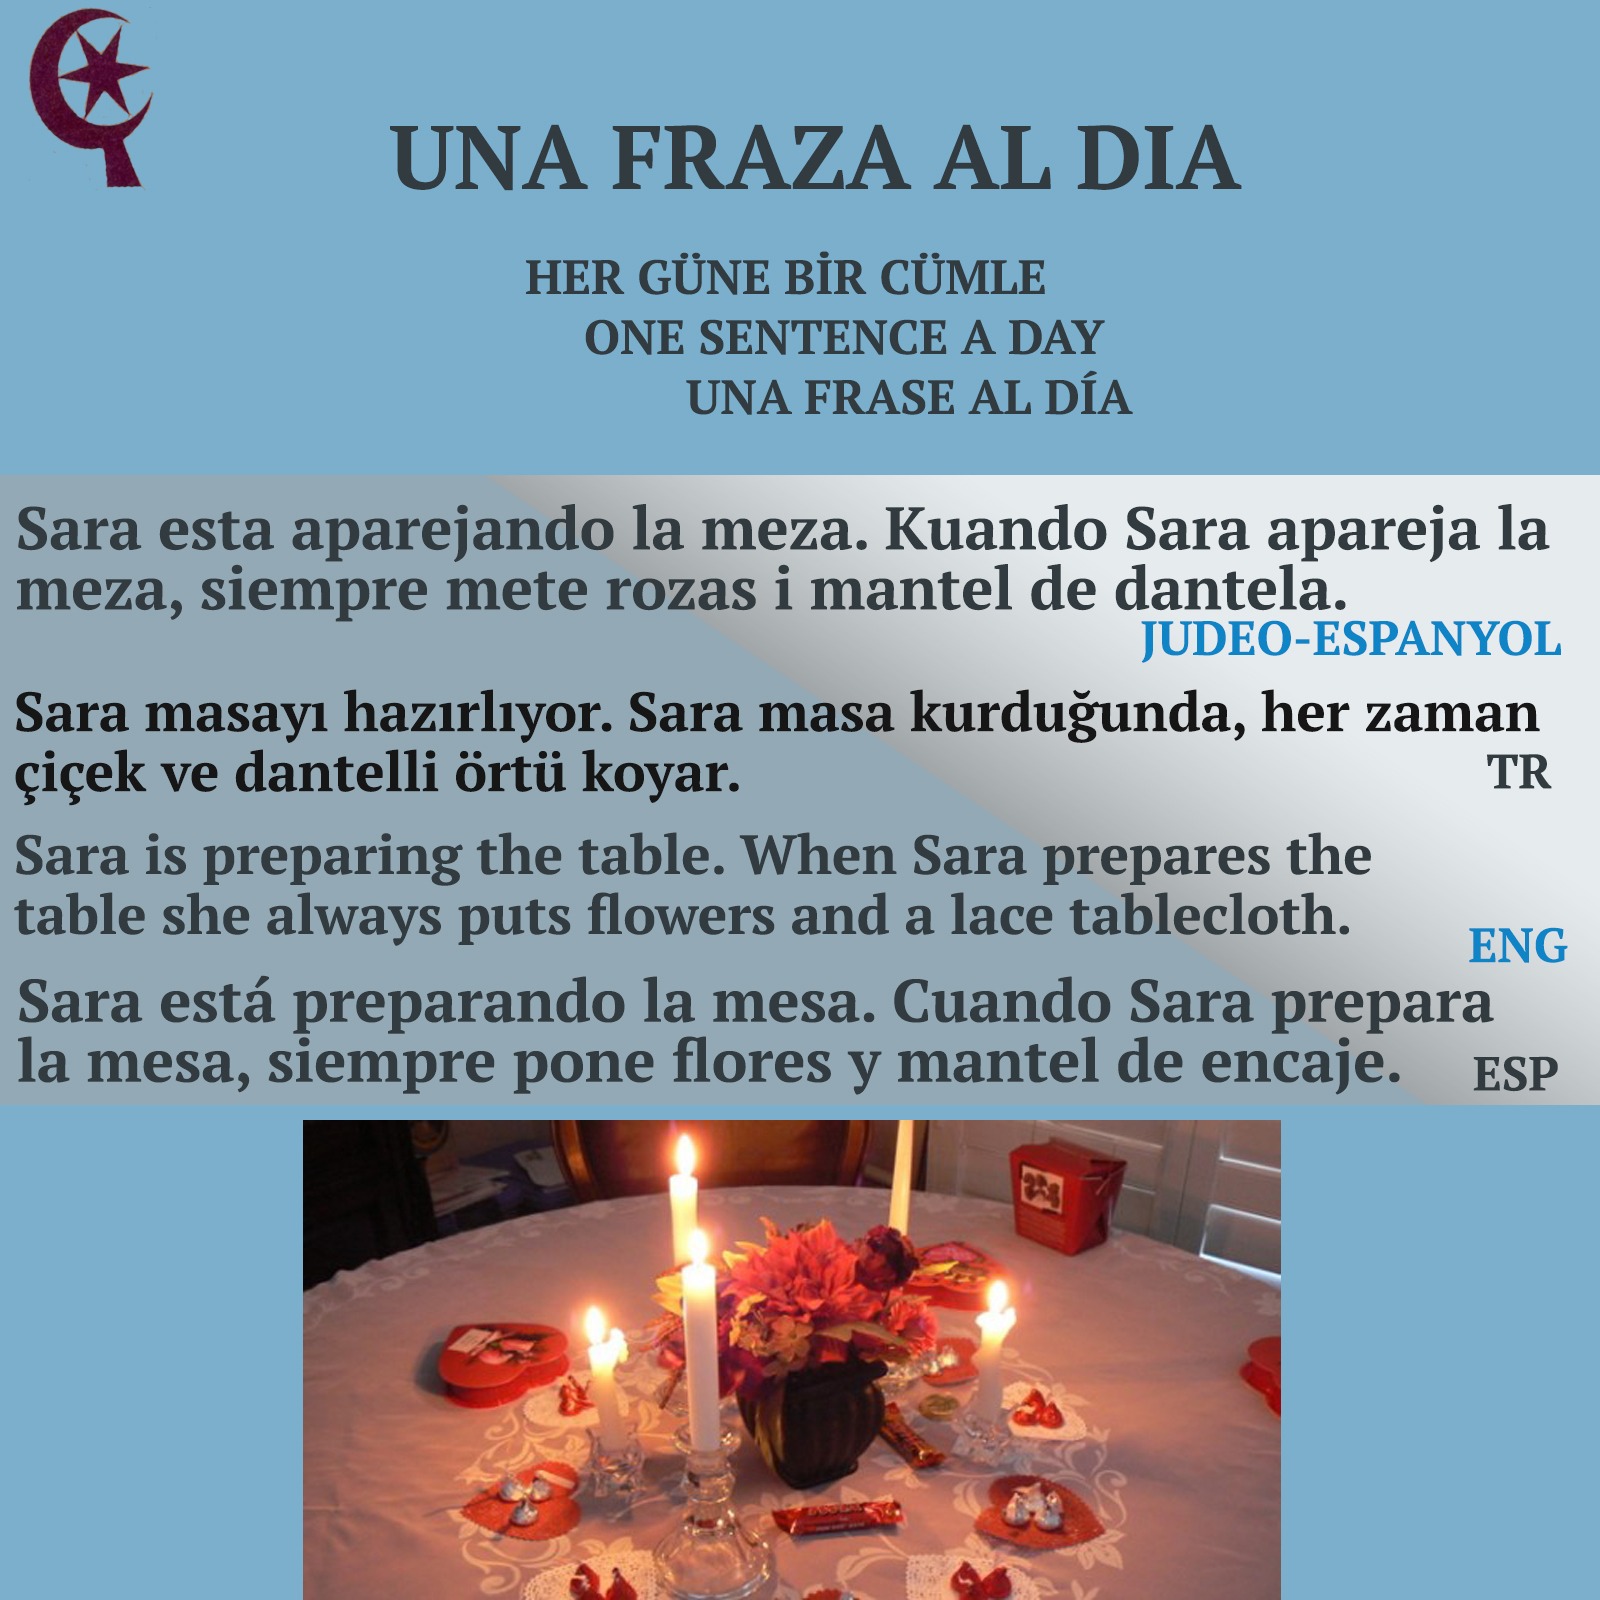 UNA FRAZA AL DIA
HER GÜNE BİR CÜMLE
ONE SENTENCE A DAY
UNA FRASE AL DÍA
Sara esta aparejando la meza. Kuando Sara apareja la
meza, siempre mete rozas i mantel de dantela.
JUDEO-ESPANYOL
Sara masayı hazırlıyor. Sara masa kurduğunda, her zaman
çiçek ve dantelli örtü koyar.
TR
Sara is preparing the table. When Sara prepares the
table she always puts flowers and a lace tablecloth.
ENG
Sara está preparando la mesa. Cuando Sara prepara
la mesa, siempre pone flores y mantel de encaje.
ESP